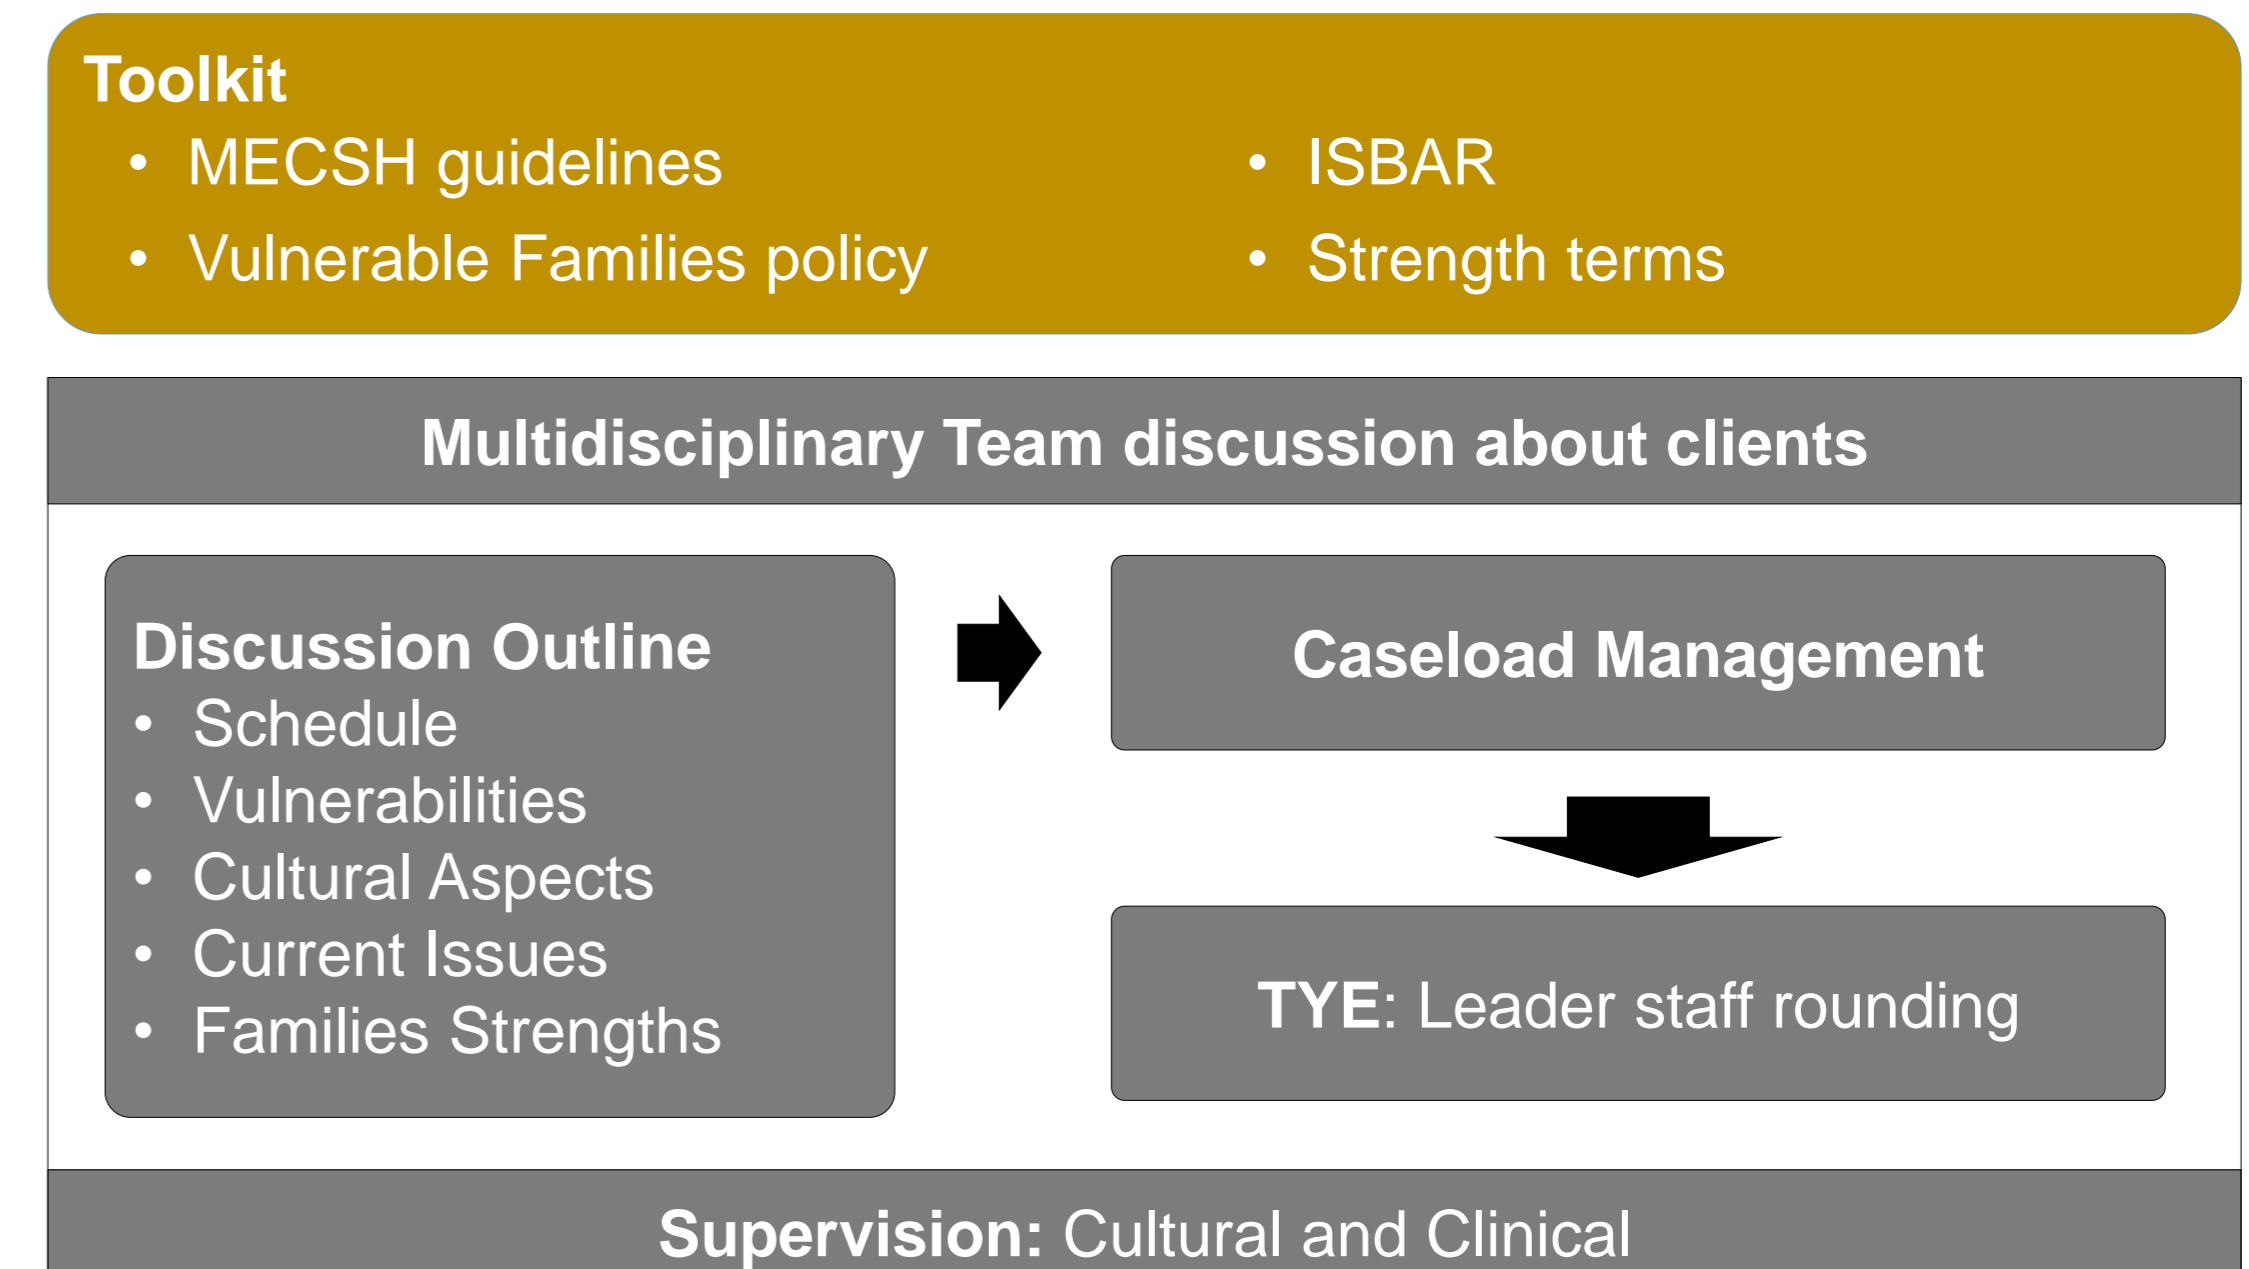 Toolkit
• MECSH guidelines
• Vulnerable Families policy
• ISBAR
• Strength terms
Multidisciplinary Team discussion about clients
Discussion Outline
• Schedule
• Vulnerabilities
• Cultural Aspects
• Current Issues
• Families Strengths
Caseload Management
TYE: Leader staff rounding
Supervision: Cultural and Clinical